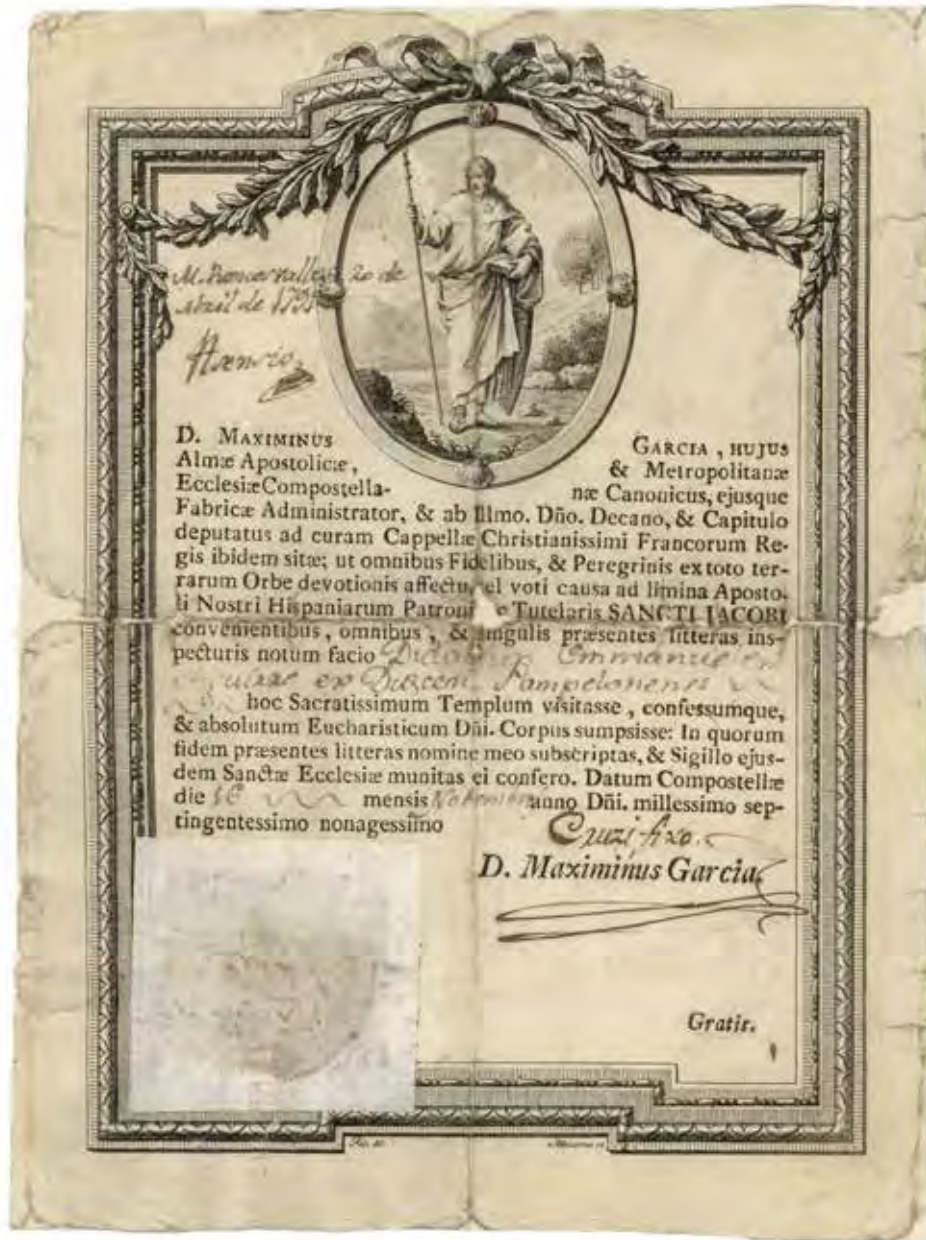 20 de
Abril de
D. MAXIMINUS GARCIA, HUJUS
Almæ Apostolicæ, & Metropolitanæ
Ecclesiæ Compostella- næ Canonicus, ejusque
Fabricæ Administrator, & ab Illmo. Dño. Decano, & Capitulo
deputatus ad curam Cappellæ Christianissimi Francorum Re-
gis ibidem sitæ; ut omnibus Fidelibus, & Peregrinis ex toto ter-
rarum Orbe devotionis affectu, el voti causa ad limina Aposto-
li Nostri Hispaniarum Patroni Tutelaris SANCTI JACOBI
convenientibus, omnibus, & singulis præsentes litteras ins-
pecturis notum facio Emmanuel
ex Pampelonens
hoc Sacratissimum Templum visitasse, confessumque,
& absolutum Eucharisticum Dñi. Corpus sumpsisse: In quorum
fidem præsentes litteras nomine meo subscriptas, & Sigillo ejus-
dem Sanctæ Ecclesiæ munitas ei confero. Datum Compostellæ
die mensis anno Dñi. millessimo sep-
tingentessimo nonagessimo
D. Maximinus Garcia.
Gratis.